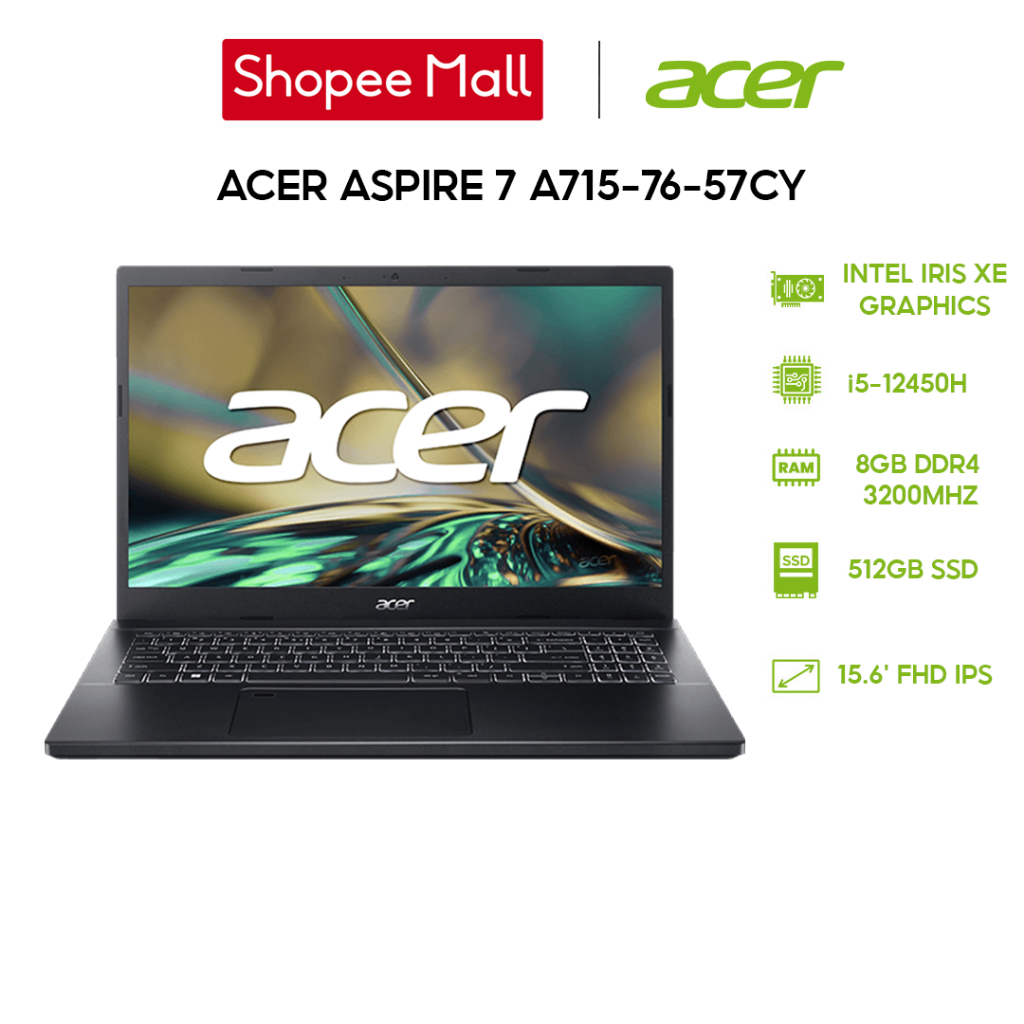 Shopee Mall
acer
ACER ASPIRE 7 A715-76-57CY
INTEL IRIS XE
GRAPHICS
acer
i5-12450H
RAM
8GB DDR4
3200MHZ
SSD
512GB SSD
acer
acer
15.6' FHD IPS